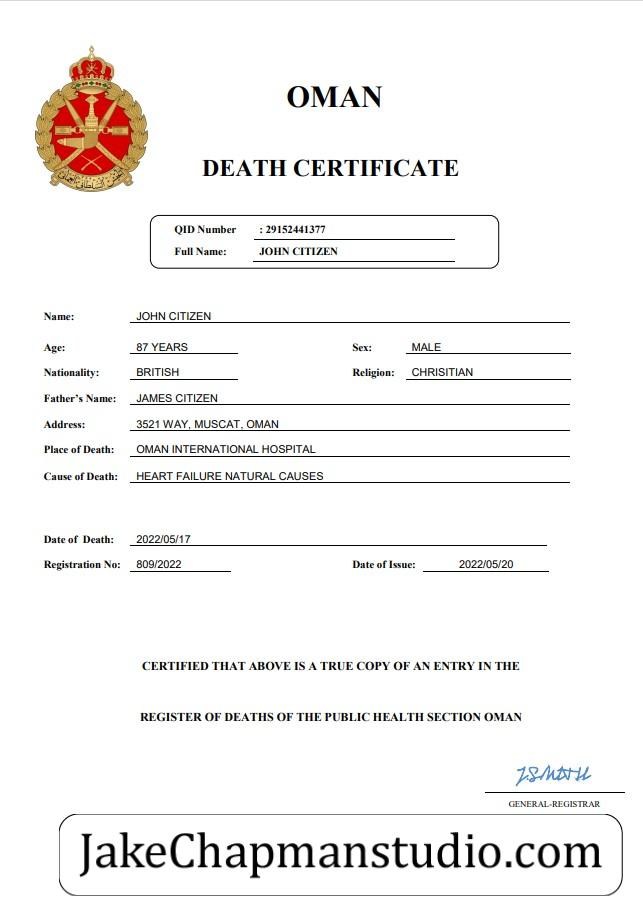 OMAN
DEATH CERTIFICATE
QID Number : 29152441377
Full Name: JOHN CITIZEN
Name: JOHN CITIZEN
Age: 87 YEARS Sex: MALE
Nationality: BRITISH Religion: CHRISITIAN
Father's Name: JAMES CITIZEN
Address: 3521 WAY, MUSCAT, OMAN
Place of Death: OMAN INTERNATIONAL HOSPITAL
Cause of Death: HEART FAILURE NATURAL CAUSES
Date of Death: 2022/05/17
Registration No: 809/2022 Date of Issue: 2022/05/20
CERTIFIED THAT ABOVE IS A TRUE COPY OF AN ENTRY IN THE
REGISTER OF DEATHS OF THE PUBLIC HEALTH SECTION OMAN
GENERAL-REGISTRAR
JakeChapmanstudio.com